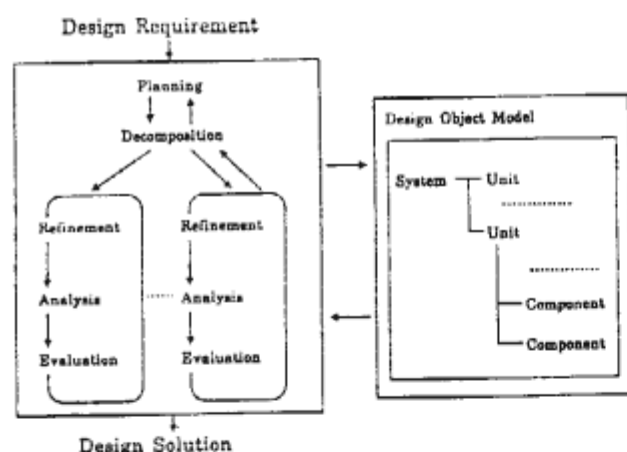 Design Requirement
Planning
Decomposition
Refinement
Analysis
Evaluation
Refinement
Analysis
Evaluation
Design Solution
Design Object Model
System
Unit
Unit
Component
Component